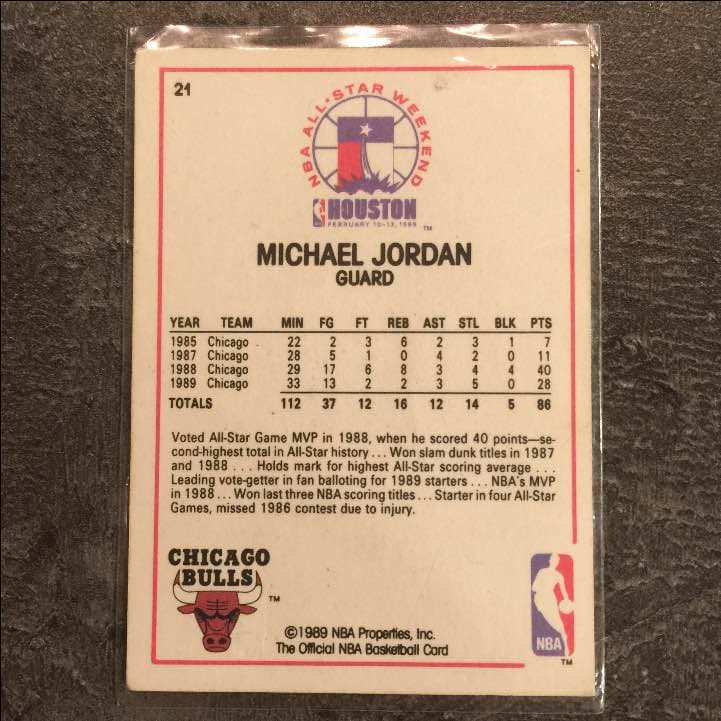 21
NBA ALL-STAR WEEKEND
HOUSTON
FEBRUARY 10-12, 1989
TM
MICHAEL JORDAN
GUARD
YEAR TEAM MIN FG FT REB AST STL BLK PTS
1985 Chicago 22 2 3 6 2 3 1 7
1987 Chicago 28 5 1 0 4 2 0 11
1988 Chicago 29 17 6 8 3 4 4 40
1989 Chicago 33 13 2 2 3 5 0 28
TOTALS 112 37 12 16 12 14 5 86
Voted All-Star Game MVP in 1988, when he scored 40 points—se-
cond-highest total in All-Star history . . . Won slam dunk titles in 1987
and 1988 . . . Holds mark for highest All-Star scoring average . . .
Leading vote-getter in fan balloting for 1989 starters . . . NBA's MVP
in 1988 . . . Won last three NBA scoring titles . . . Starter in four All-Star
Games, missed 1986 contest due to injury.
CHICAGO
BULLS
TM
©1989 NBA Properties, Inc.
The Official NBA Basketball Card
NBA
TM